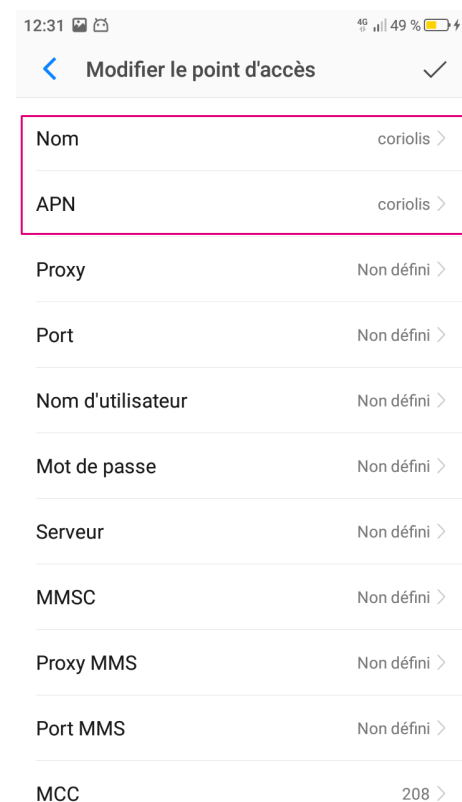 12:31 4G 49 %
Modifier le point d'accès
Nom coriolis
APN coriolis
Proxy Non défini
Port Non défini
Nom d'utilisateur Non défini
Mot de passe Non défini
Serveur Non défini
MMSC Non défini
Proxy MMS Non défini
Port MMS Non défini
MCC 208